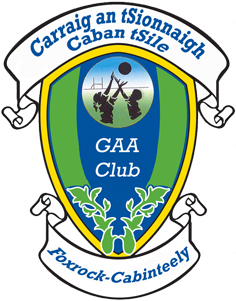 Carraig an tSionnaigh
Caban tSíle
GAA
Club
Foxrock-Cabinteely